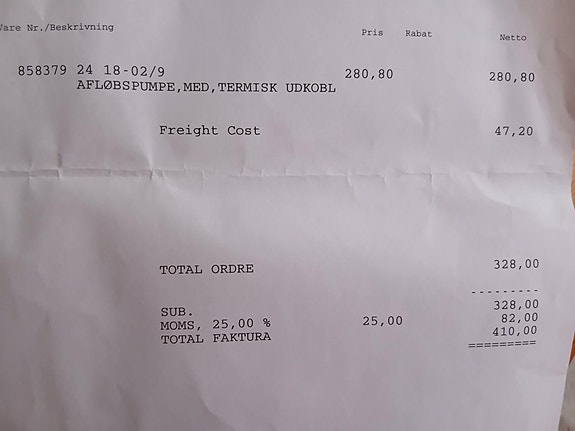 Vare Nr./Beskrivning Pris Rabat Netto
858379 24 18-02/9 280,80 280,80
AFLØBSPUMPE,MED,TERMISK UDKOBL
Freight Cost 47,20
TOTAL ORDRE 328,00
---------
SUB. 328,00
MOMS, 25,00 % 25,00 82,00
TOTAL FAKTURA 410,00
=========